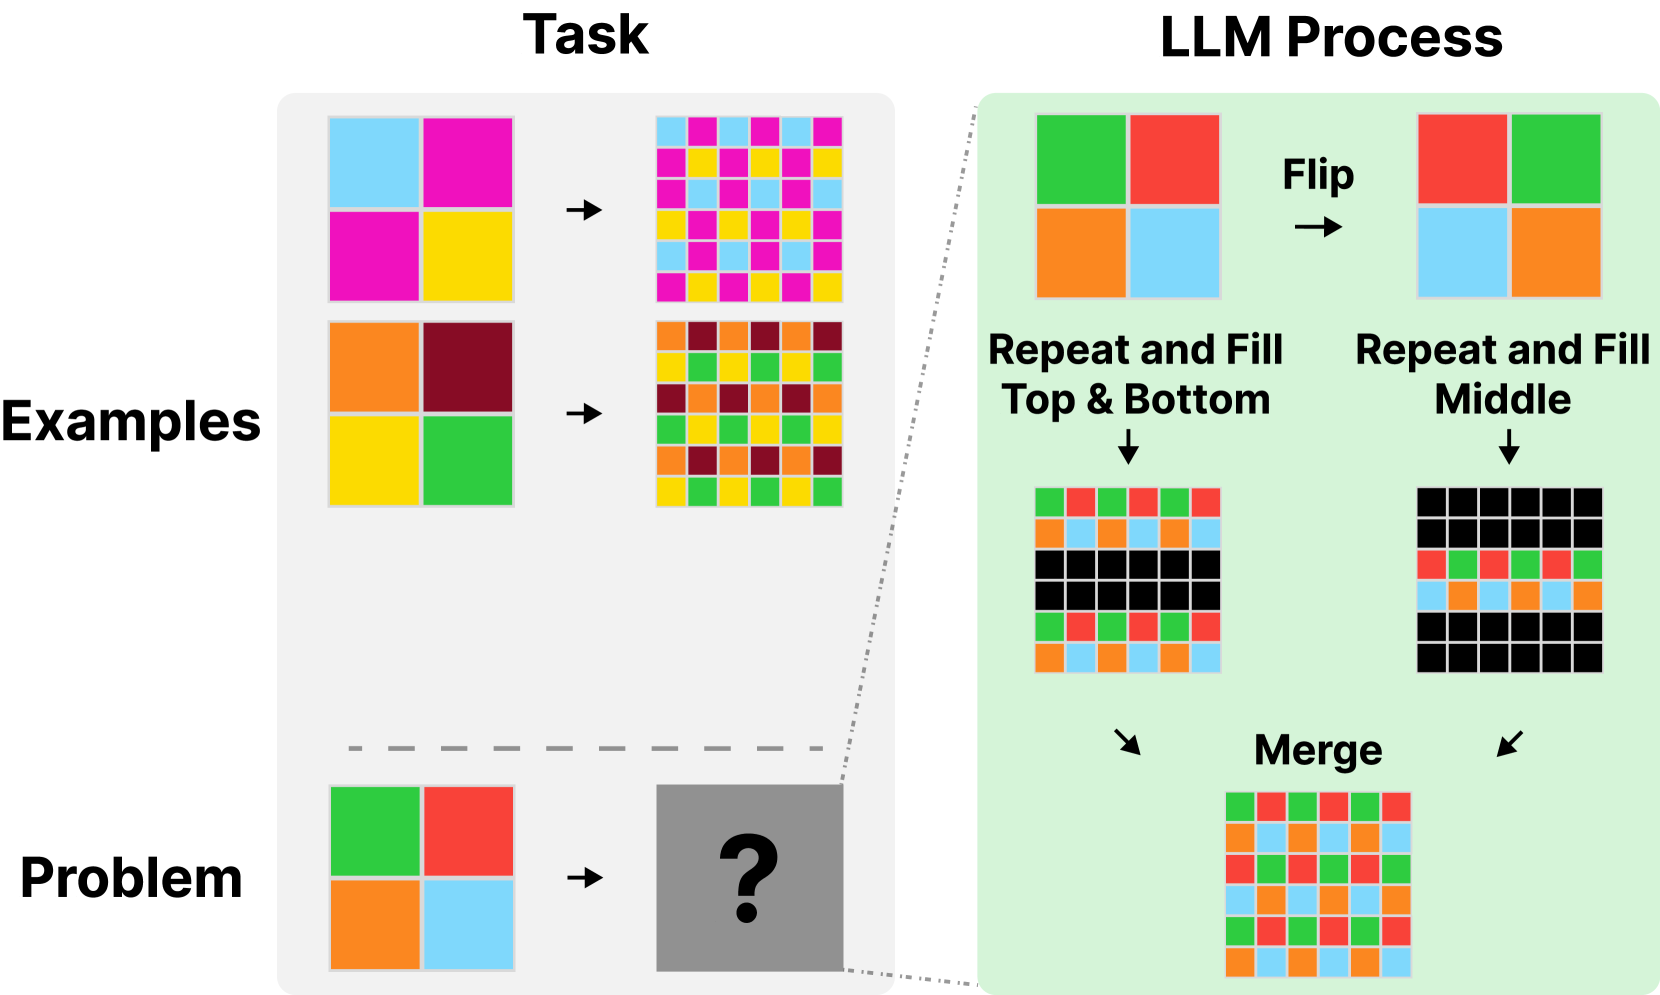 Task
LLM Process
Flip
Repeat and Fill
Top & Bottom
Repeat and Fill
Middle
Examples
Merge
Problem
?